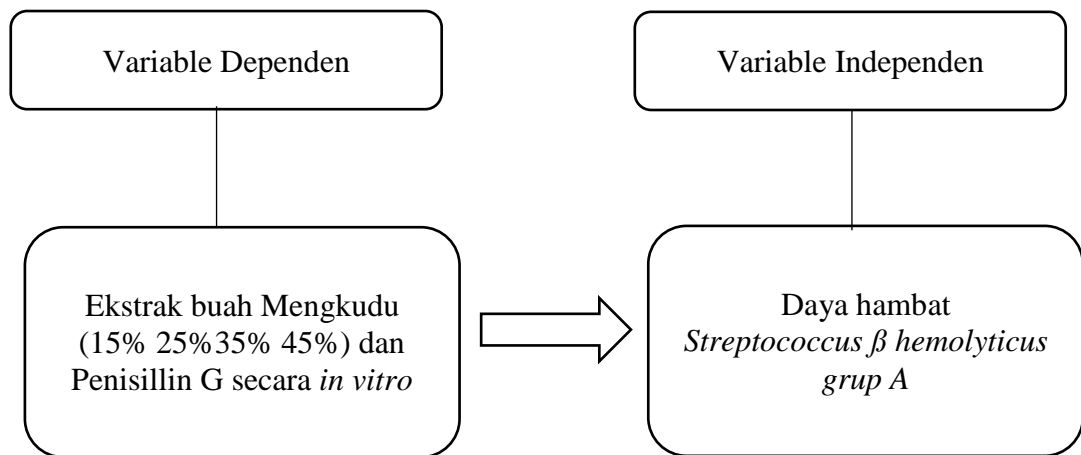 Variable Dependen
Variable Independen
Ekstrak buah Mengkudu
(15% 25%35% 45%) dan
Penisillin G secara in vitro
Daya hambat
Streptococcus β hemolyticus
grup A